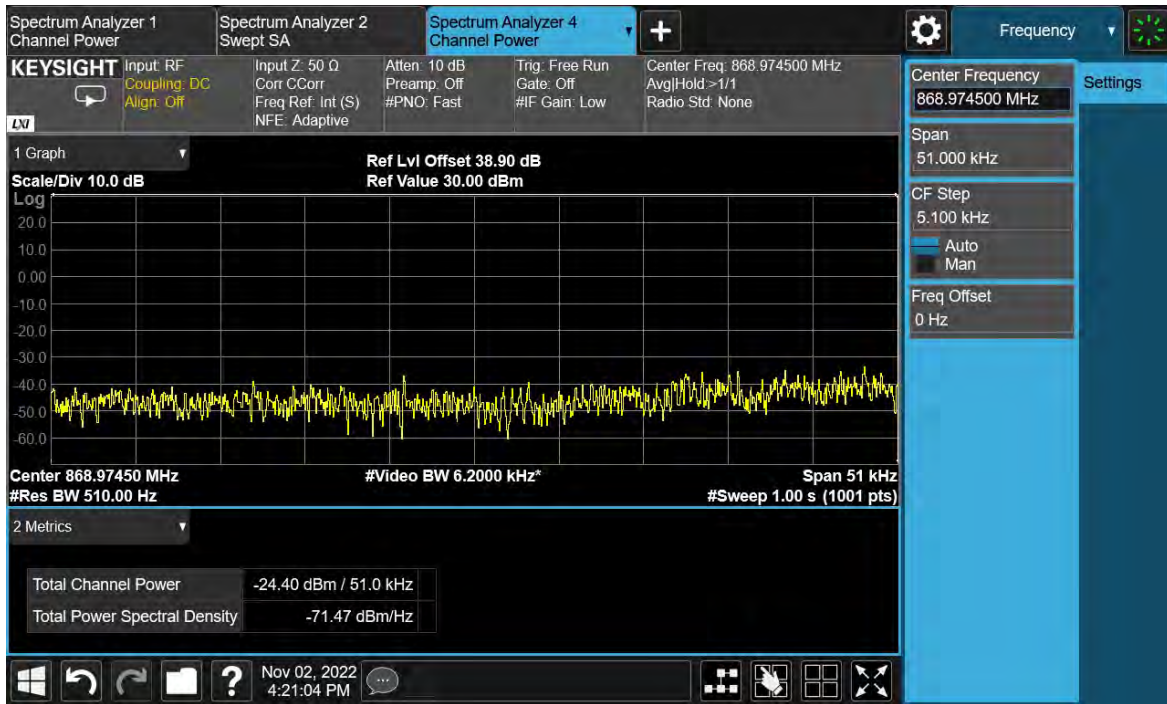 Spectrum Analyzer 1
Channel Power
Spectrum Analyzer 2
Swept SA
Spectrum Analyzer 4
Channel Power
Frequency
KEYSIGHT
LXI
Input: RF
Coupling: DC
Align: Off
Input Z: 50 Ω
Corr CCorr
Freq Ref: Int (S)
NFE: Adaptive
Atten: 10 dB
Preamp: Off
#PNO: Fast
Trig: Free Run
Gate: Off
#IF Gain: Low
Center Freq: 868.974500 MHz
Avg|Hold:>1/1
Radio Std: None
Center Frequency
868.974500 MHz
Settings
Span
51.000 kHz
CF Step
5.100 kHz
Auto
Man
Freq Offset
0 Hz
1 Graph
Scale/Div 10.0 dB
Ref Lvl Offset 38.90 dB
Ref Value 30.00 dBm
Log
20.0
10.0
0.00
-10.0
-20.0
-30.0
-40.0
-50.0
-60.0
Center 868.97450 MHz
#Video BW 6.2000 kHz*
Span 51 kHz
#Res BW 510.00 Hz
#Sweep 1.00 s (1001 pts)
2 Metrics
Total Channel Power -24.40 dBm / 51.0 kHz
Total Power Spectral Density -71.47 dBm/Hz
?
Nov 02, 2022
4:21:04 PM